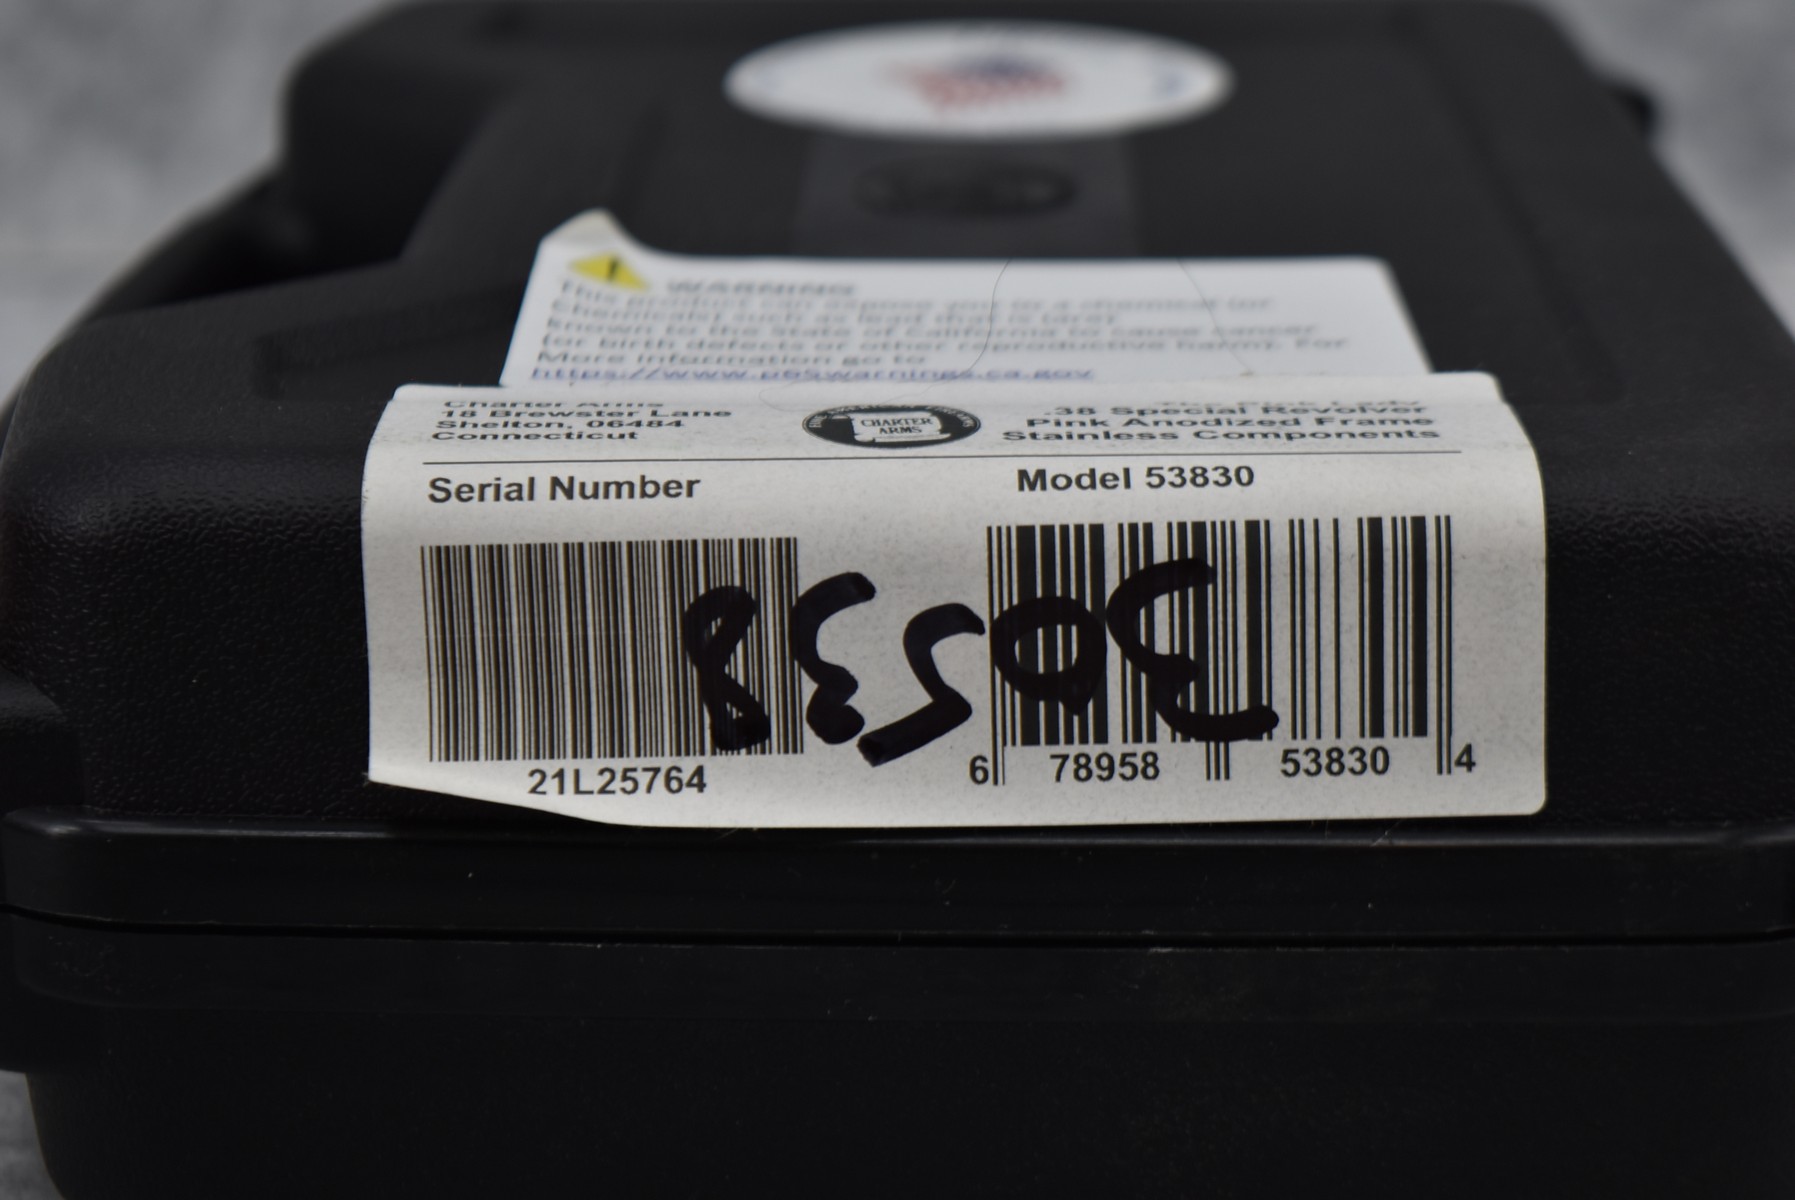 WARNING
This product can expose you to a chemical (or
Chemicals) such as lead that is (are)
known to the State of California to cause cancer
(or birth defects or other reproductive harm). For
More information go to
https://www.p65warnings.ca.gov
Charter Arms
18 Brewster Lane
Shelton, 06484
Connecticut
CHARTER
ARMS
The Pink Lady
.38 Special Revolver
Pink Anodized Frame
Stainless Components
Serial Number
Model 53830
30538
21L25764
6 78958 53830 4